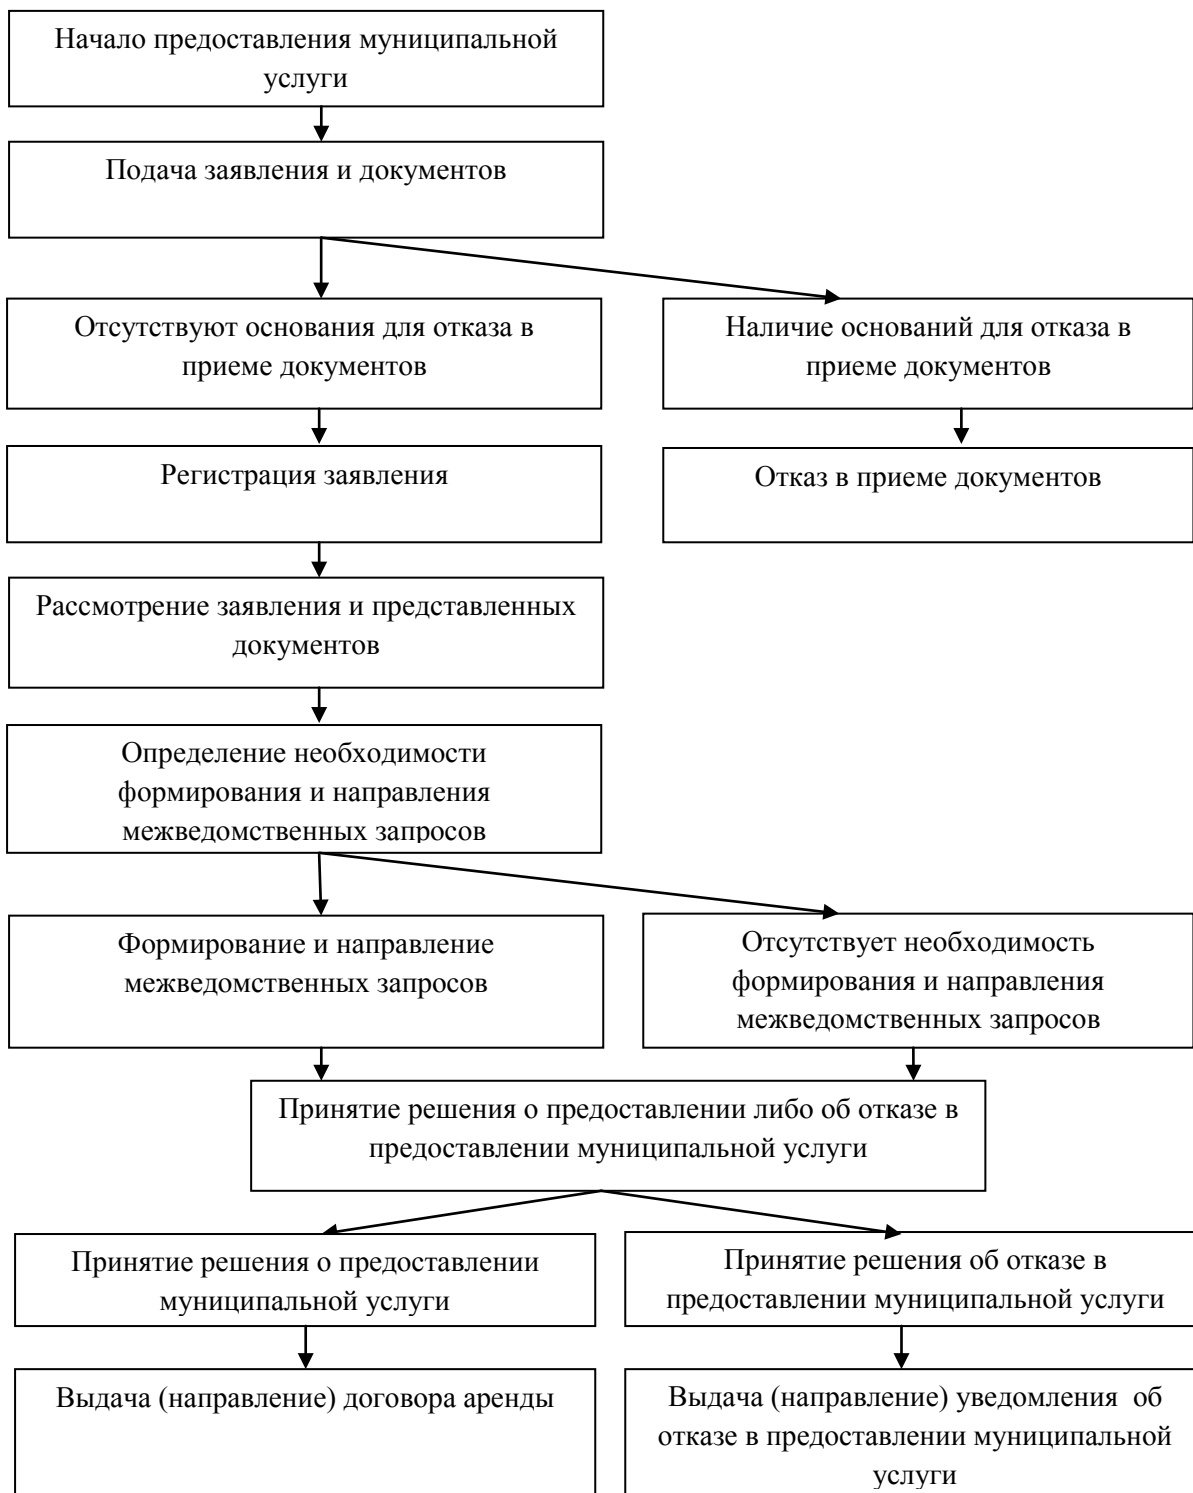 Начало предоставления муниципальной
услуги
Подача заявления и документов
Отсутствуют основания для отказа в
приеме документов
Наличие оснований для отказа в
приеме документов
Регистрация заявления
Отказ в приеме документов
Рассмотрение заявления и представленных
документов
Определение необходимости
формирования и направления
межведомственных запросов
Формирование и направление
межведомственных запросов
Отсутствует необходимость
формирования и направления
межведомственных запросов
Принятие решения о предоставлении либо об отказе в
предоставлении муниципальной услуги
Принятие решения о предоставлении
муниципальной услуги
Принятие решения об отказе в
предоставлении муниципальной услуги
Выдача (направление) договора аренды
Выдача (направление) уведомления об
отказе в предоставлении муниципальной
услуги